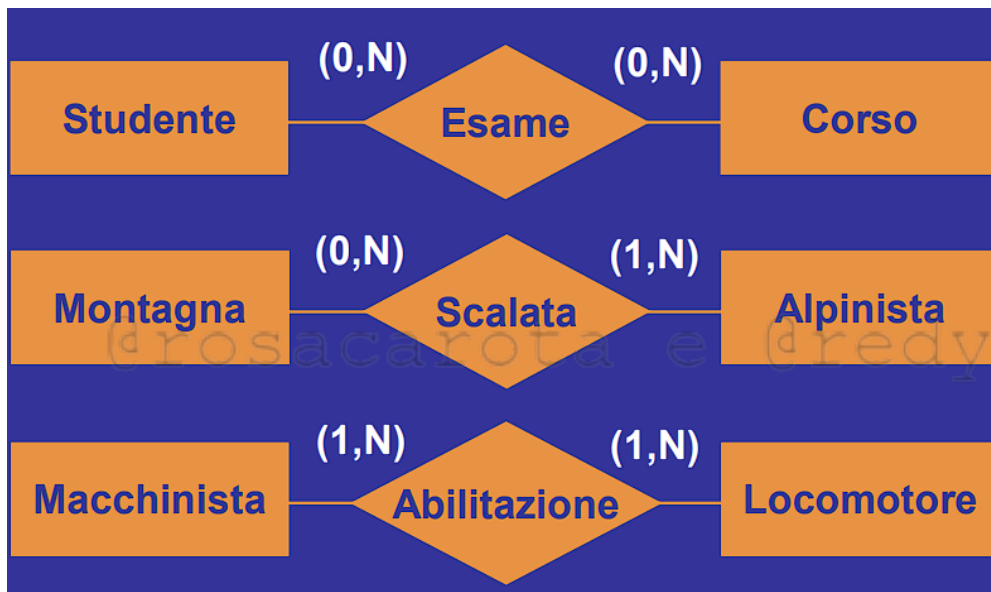 (0,N) (0,N)
Studente Esame Corso
(0,N) (1,N)
Montagna Scalata Alpinista
@rosacarota e @redy
(1,N) (1,N)
Macchinista Abilitazione Locomotore